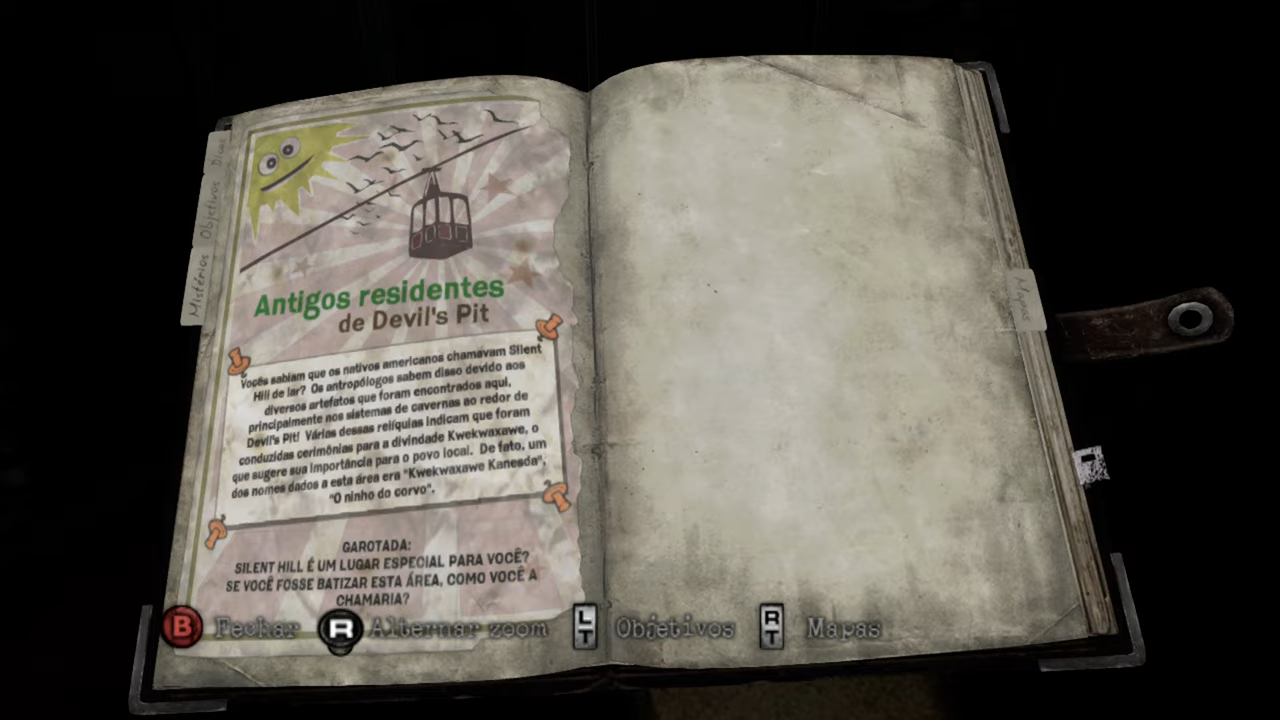 Antigos residentes
de Devil's Pit
Vocês sabiam que os nativos americanos chamavam Silent
Hill de lar? Os antropólogos sabem disso devido aos
diversos artefatos que foram encontrados aqui,
principalmente nos sistemas de cavernas ao redor de
Devil's Pit! Várias dessas relíquias indicam que foram
conduzidas cerimônias para a divindade Kwekwaxawe, o
que sugere sua importância para o povo local. De fato, um
dos nomes dados a esta área era "Kwekwaxawe Kanesda",
"O ninho do corvo".
GAROTADA:
SILENT HILL É UM LUGAR ESPECIAL PARA VOCÊ?
SE VOCÊ FOSSE BATIZAR ESTA ÁREA, COMO VOCÊ A
CHAMARIA?
Dicas
Objetivos
Mistérios
Mapas
B Fechar R Alternar zoom LT Objetivos RT Mapas